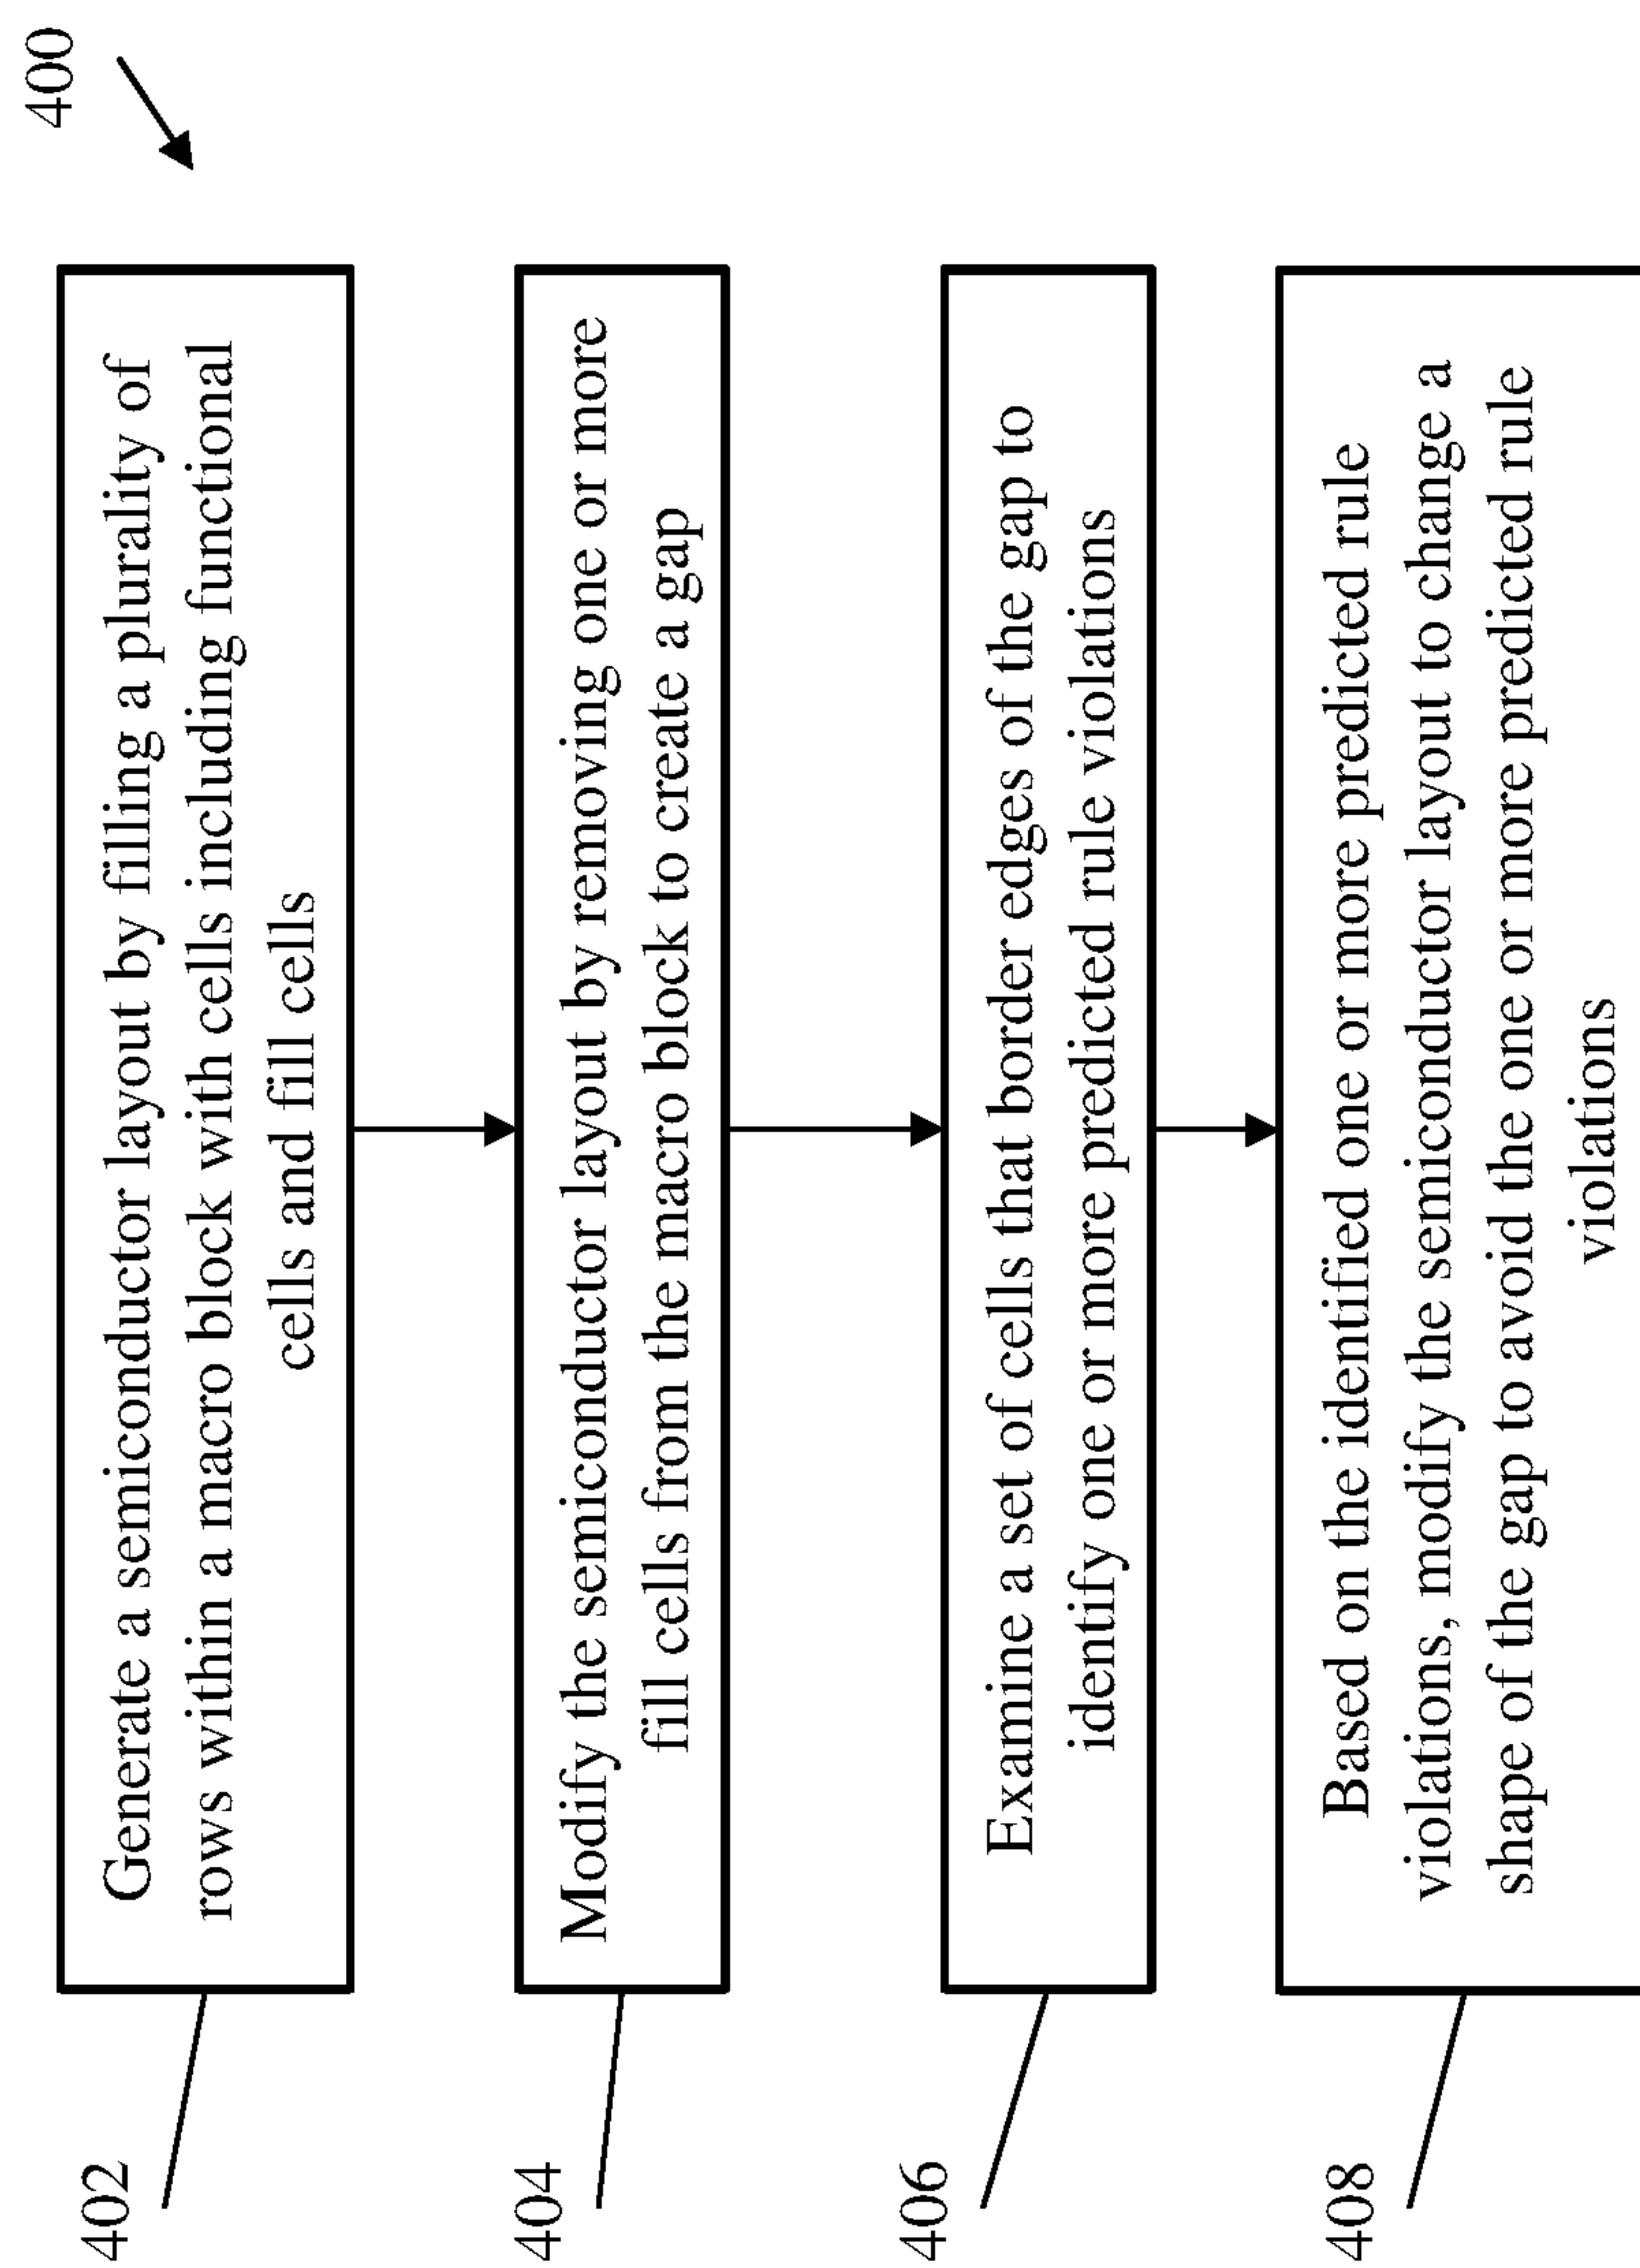 400
402
Generate a semiconductor layout by filling a plurality of
rows within a macro block with cells including functional
cells and fill cells
404
Modify the semiconductor layout by removing one or more
fill cells from the macro block to create a gap
406
Examine a set of cells that border edges of the gap to
identify one or more predicted rule violations
408
Based on the identified one or more predicted rule
violations, modify the semiconductor layout to change a
shape of the gap to avoid the one or more predicted rule
violations